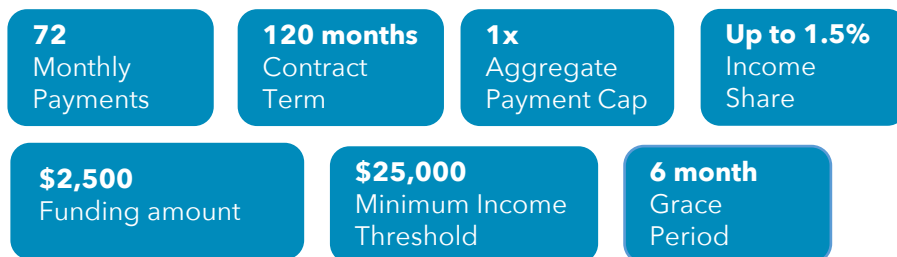 72
Monthly
Payments
120 months
Contract
Term
1x
Aggregate
Payment Cap
Up to 1.5%
Income
Share
$2,500
Funding amount
$25,000
Minimum Income
Threshold
6 month
Grace
Period